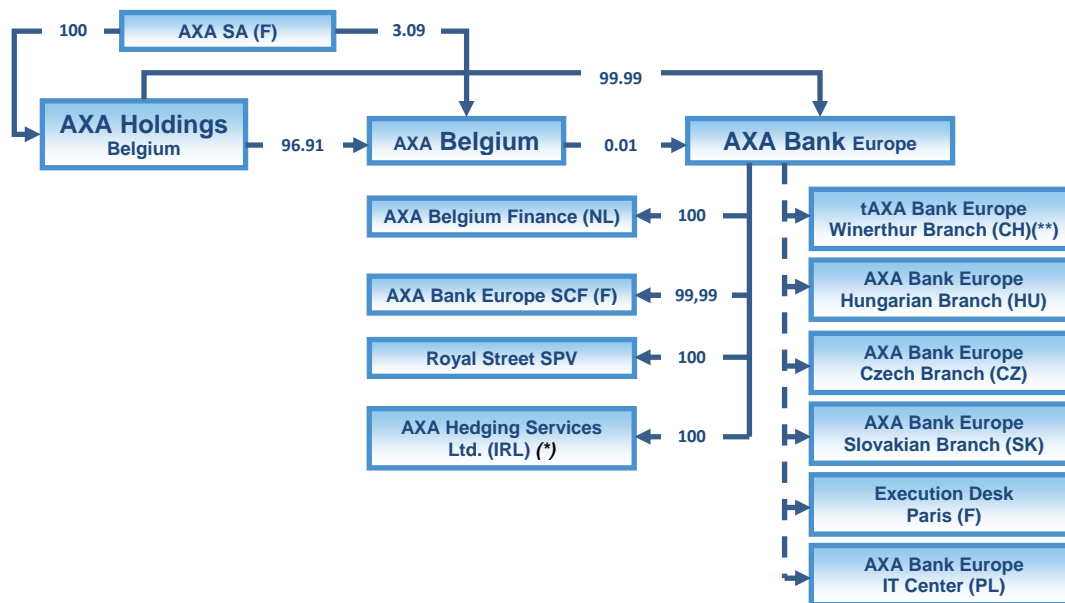 100
AXA SA (F)
3.09
99.99
AXA Holdings
Belgium
96.91
AXA Belgium
0.01
AXA Bank Europe
AXA Belgium Finance (NL)
100
tAXA Bank Europe
Winerthur Branch (CH)(**)
AXA Bank Europe SCF (F)
99,99
AXA Bank Europe
Hungarian Branch (HU)
Royal Street SPV
100
AXA Bank Europe
Czech Branch (CZ)
AXA Hedging Services
Ltd. (IRL) (*)
100
AXA Bank Europe
Slovakian Branch (SK)
Execution Desk
Paris (F)
AXA Bank Europe
IT Center (PL)